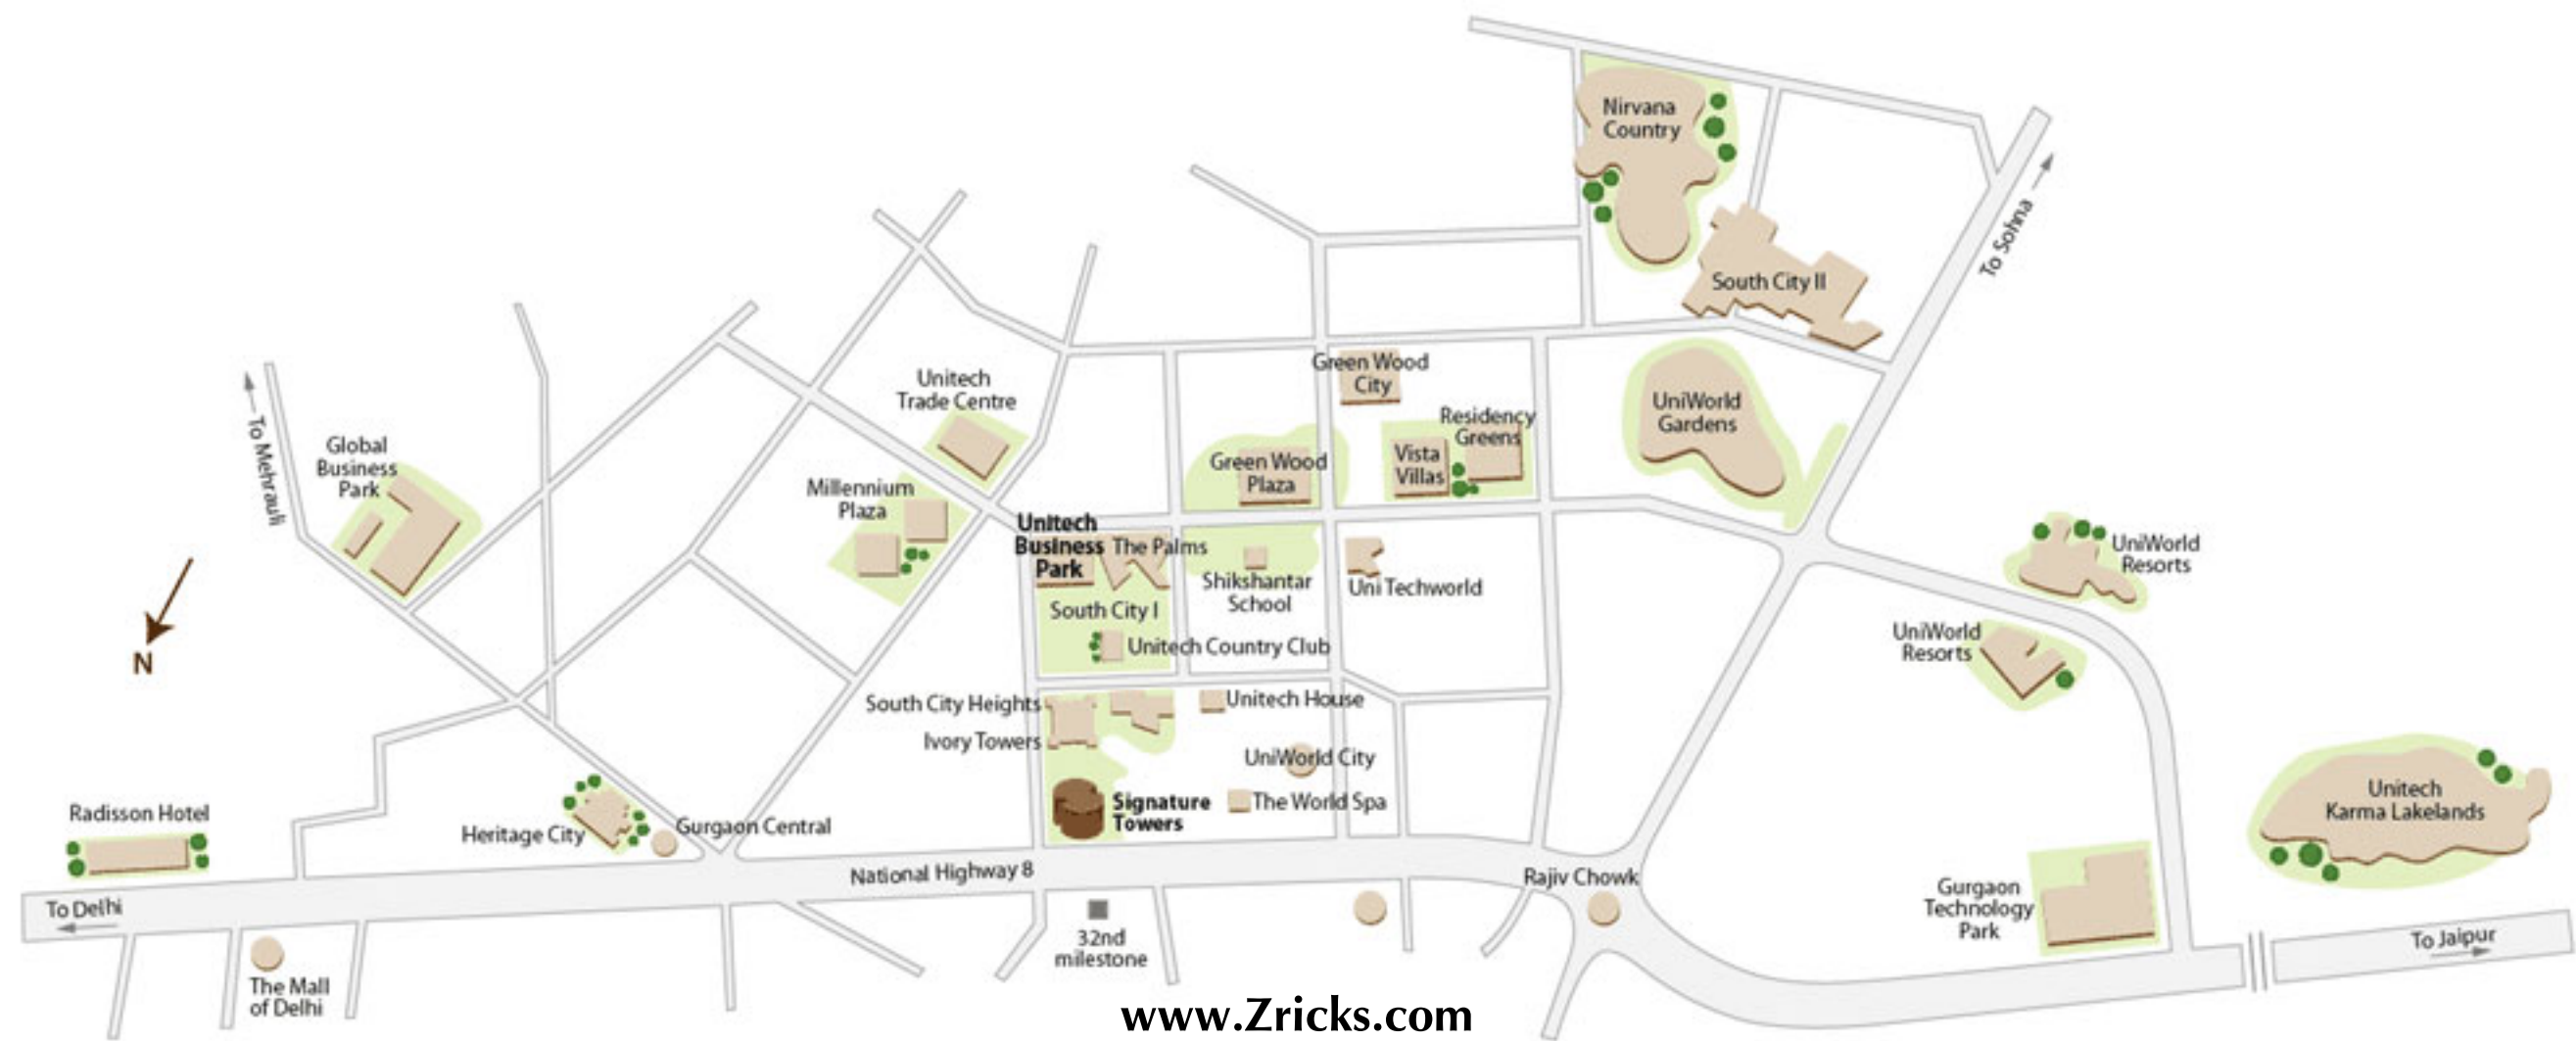 Nirvana
Country
To Sohna
South City II
Green Wood
City
Unitech
Trade Centre
UniWorld
Gardens
Residency
Greens
To Mehrauli
Global
Business
Park
Vista
Villas
Green Wood
Plaza
Millennium
Plaza
Unitech
Business
Park
The Palms
UniWorld
Resorts
Shikshantar
School
Uni Techworld
South City I
Unitech Country Club
UniWorld
Resorts
N
South City Heights
Unitech House
Ivory Towers
UniWorld City
Signature
Towers
The World Spa
Unitech
Karma Lakelands
Radisson Hotel
Heritage City
Gurgaon Central
National Highway 8
Rajiv Chowk
Gurgaon
Technology
Park
To Delhi
32nd
milestone
To Jaipur
The Mall
of Delhi
www.Zricks.com